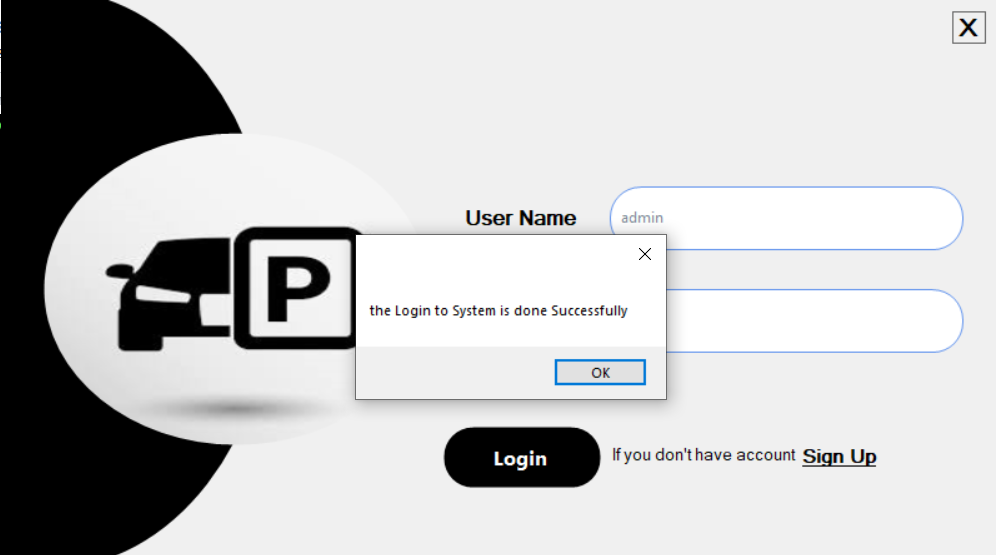 X
User Name
admin
P
the Login to System is done Successfully
OK
Login
If you don't have account Sign Up